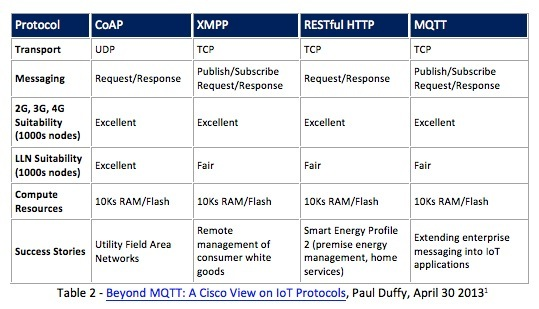 Protocol CoAP XMPP RESTful HTTP MQTT
Transport UDP TCP TCP TCP
Messaging Request/Response Publish/Subscribe Request/Response Request/Response Publish/Subscribe Request/Response
2G, 3G, 4G Suitability (1000s nodes) Excellent Excellent Excellent Excellent
LLN Suitability (1000s nodes) Excellent Fair Fair Fair
Compute Resources 10Ks RAM/Flash 10Ks RAM/Flash 10Ks RAM/Flash 10Ks RAM/Flash
Success Stories Utility Field Area Networks Remote management of consumer white goods Smart Energy Profile 2 (premise energy management, home services) Extending enterprise messaging into IoT applications
Table 2 - Beyond MQTT: A Cisco View on IoT Protocols, Paul Duffy, April 30 2013¹